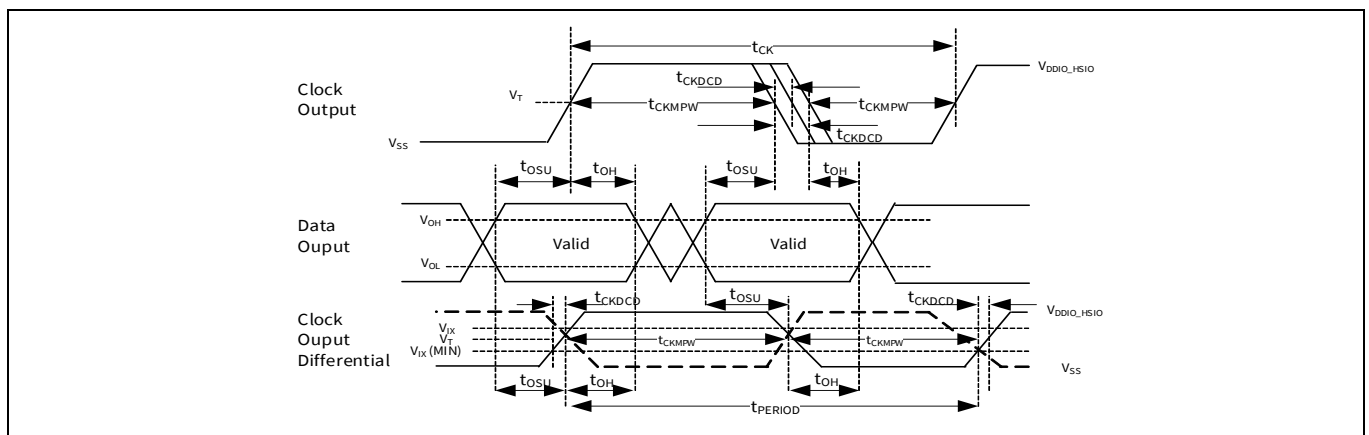 tCK
VDDIO_HSIO
tCKDCD
Clock
Output
VT
tCKMPW
tCKMPW
tCKDCD
VSS
tOSU
tOH
tOSU
tOH
Data
Ouput
VOH
Valid
Valid
VOL
tCKDCD
tOSU
tCKDCD
VDDIO_HSIO
Clock
Ouput
Differential
VIX
VT
VIX (MIN)
tCKMPW
tCKMPW
VSS
tOSU
tOH
tOH
tPERIOD